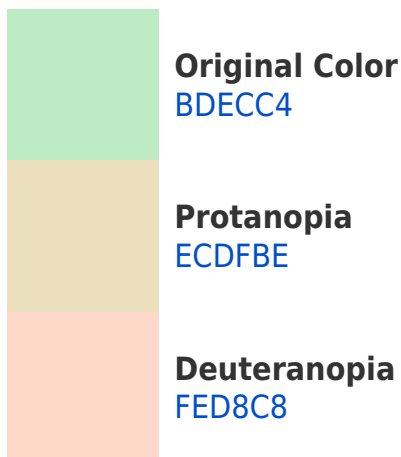 Original Color
BDECC4
Protanopia
ECDFBE
Deuteranopia
FED8C8